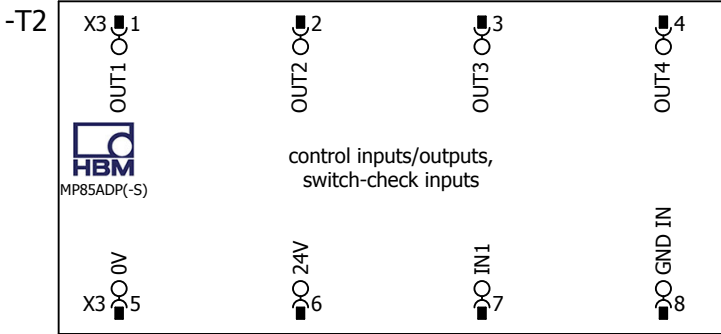 -T2
X3 1 2 3 4
OUT1 OUT2 OUT3 OUT4
HBM
MP85ADP(-S)
control inputs/outputs,
switch-check inputs
0V 24V IN1 GND IN
X3 5 6 7 8